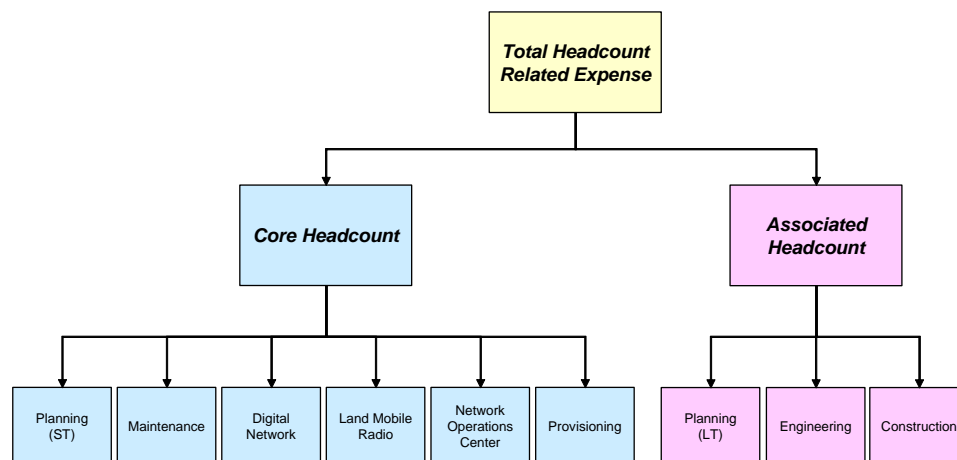 Total Headcount
Related Expense
Core Headcount
Associated
Headcount
Planning
(ST)
Maintenance
Digital
Network
Land Mobile
Radio
Network
Operations
Center
Provisioning
Planning
(LT)
Engineering
Construction